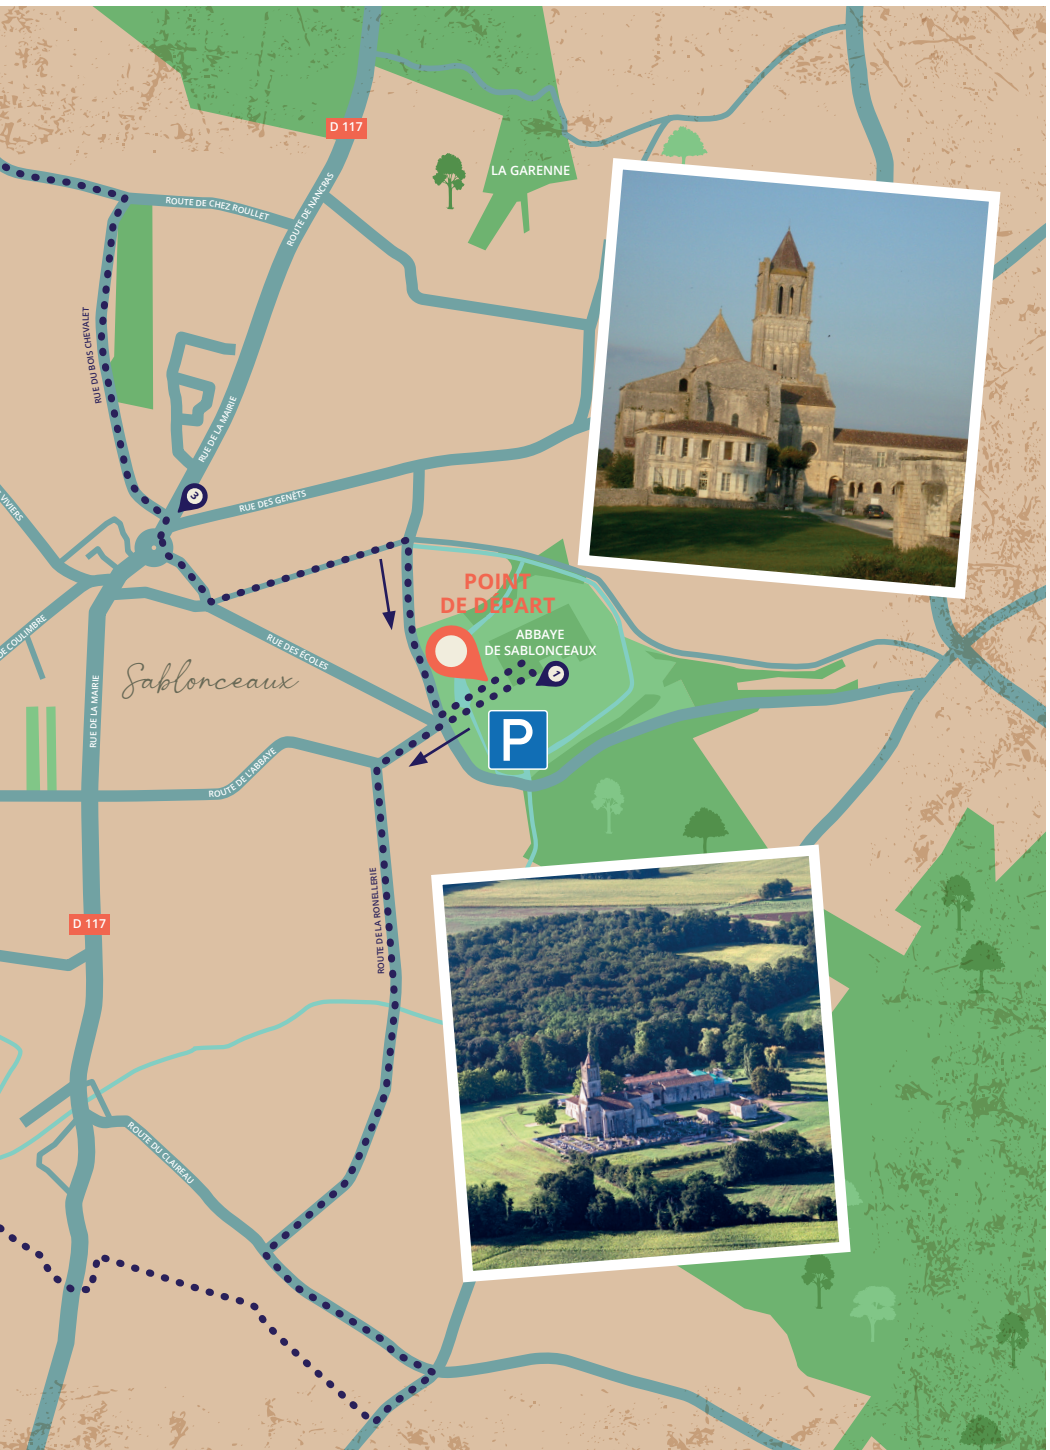 D 117
LA GARENNE
ROUTE DE CHEZ ROULLET
ROUTE DE NANCRAS
RUE DU BOIS CHEVALET
RUE DE LA MAIRIE
3
RUE DES GENÊTS
VIVIERS
POINT
DE DÉPART
DE COULIMBRE
RUE DES ÉCOLES
ABBAYE
DE SABLONCEAUX
1
Sablonceaux
RUE DE LA MAIRIE
P
ROUTE DE L'ABBAYE
ROUTE DE LA RONELLERIE
D 117
ROUTE DU CLAIREAU